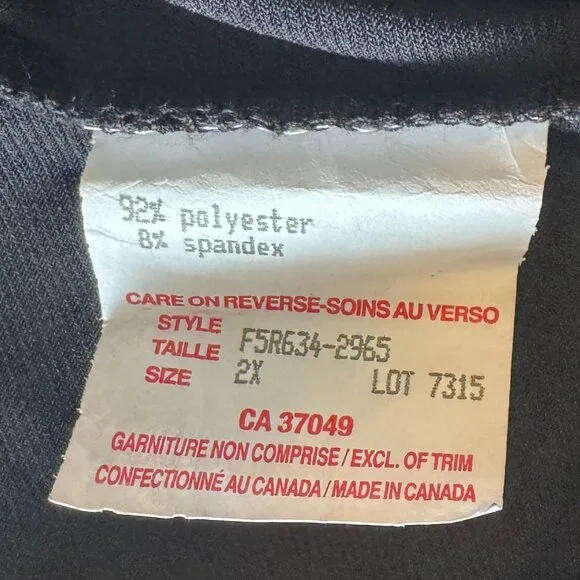 92% polyester
8% spandex
CARE ON REVERSE-SOINS AU VERSO
STYLE F5R634-2965
TAILLE
SIZE 2X LOT 7315
CA 37049
GARNITURE NON COMPRISE/EXCL. OF TRIM
CONFECTIONNÉ AU CANADA/MADE IN CANADA